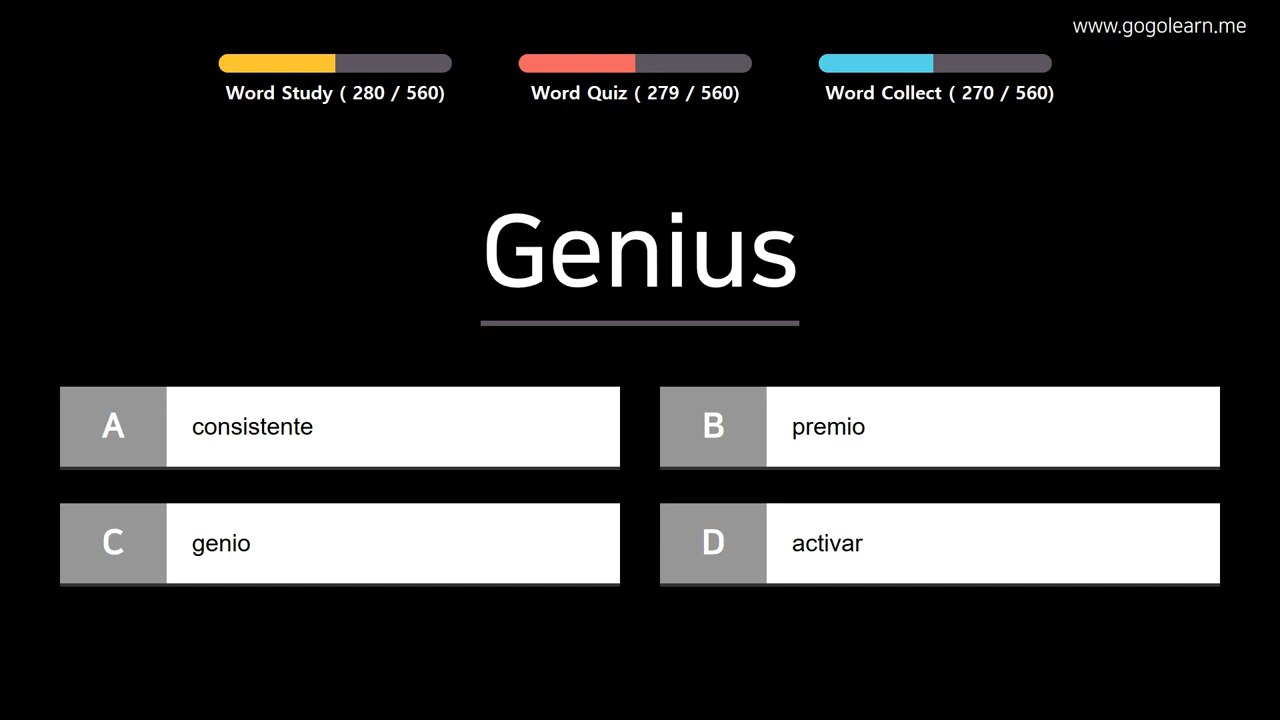 www.gogolearn.me
Word Study ( 280 / 560)
Word Quiz ( 279 / 560)
Word Collect ( 270 / 560)
Genius
A
consistente
B
premio
C
genio
D
activar